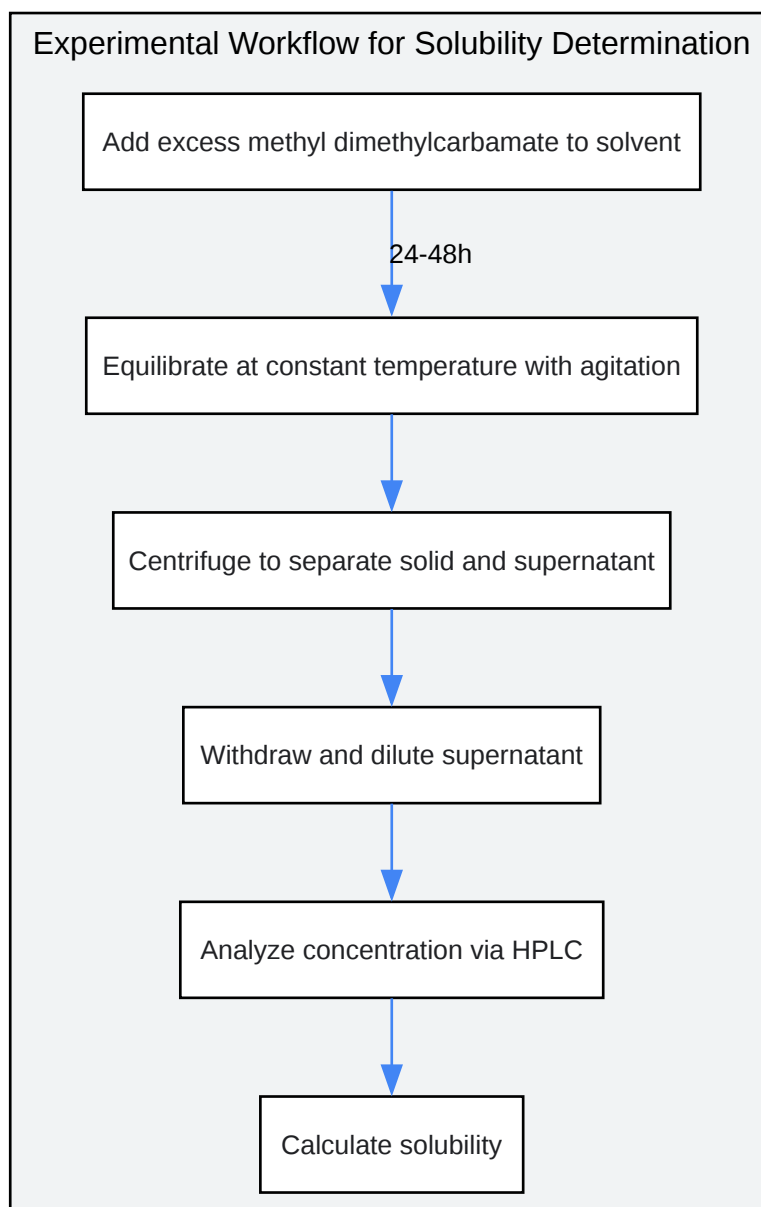 Experimental Workflow for Solubility Determination
Add excess methyl dimethylcarbamate to solvent
24-48h
Equilibrate at constant temperature with agitation
Centrifuge to separate solid and supernatant
Withdraw and dilute supernatant
Analyze concentration via HPLC
Calculate solubility